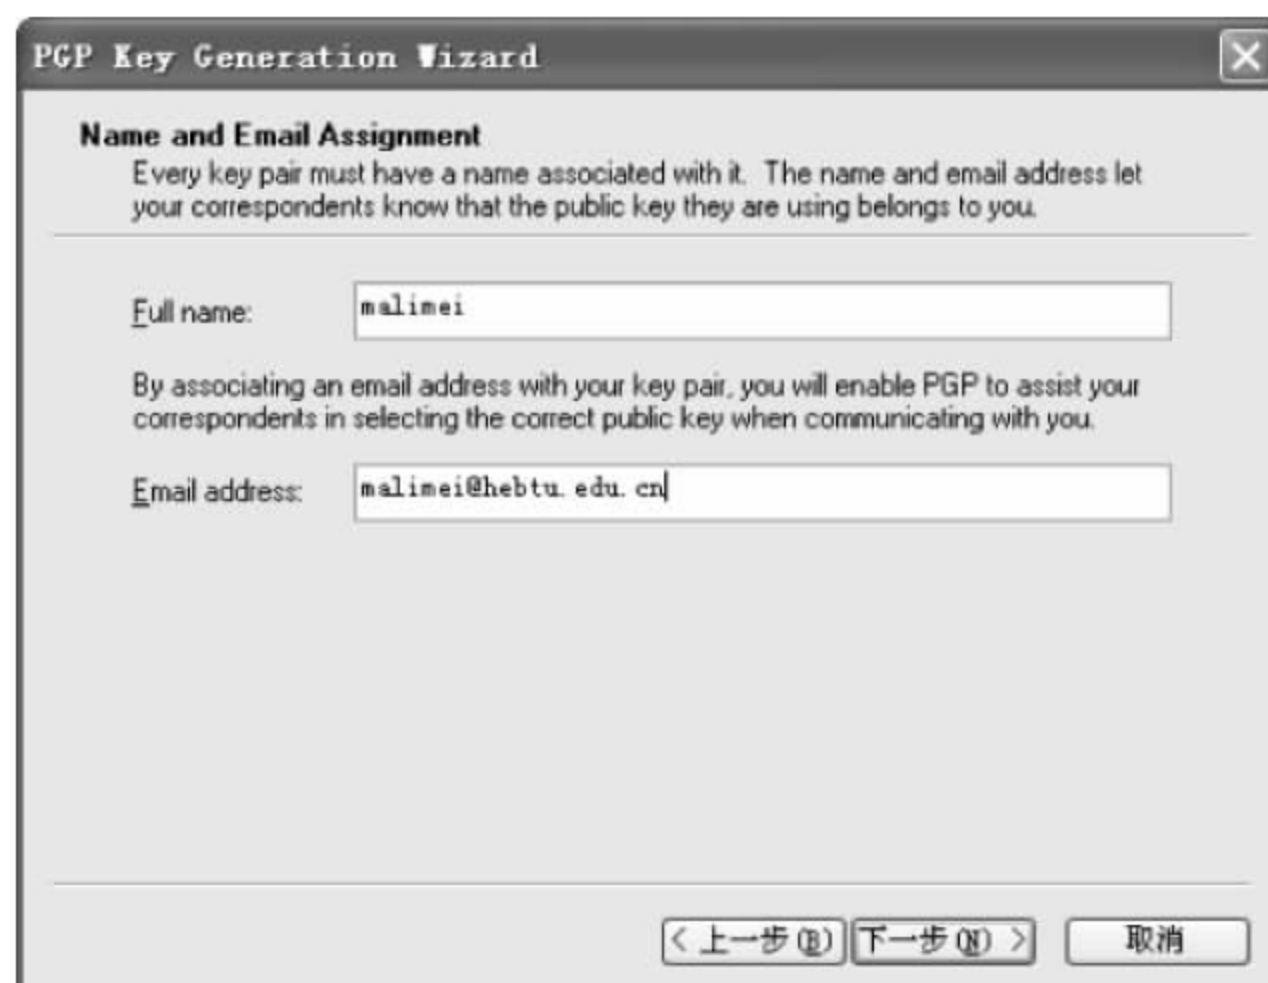 PGP Key Generation Wizard
Name and Email Assignment
Every key pair must have a name associated with it. The name and email address let
your correspondents know that the public key they are using belongs to you.
Full name:
malimei
By associating an email address with your key pair, you will enable PGP to assist your
correspondents in selecting the correct public key when communicating with you.
Email address:
malimei@hebtu.edu.cn
< 上一步(B) 下一步(N) > 取消